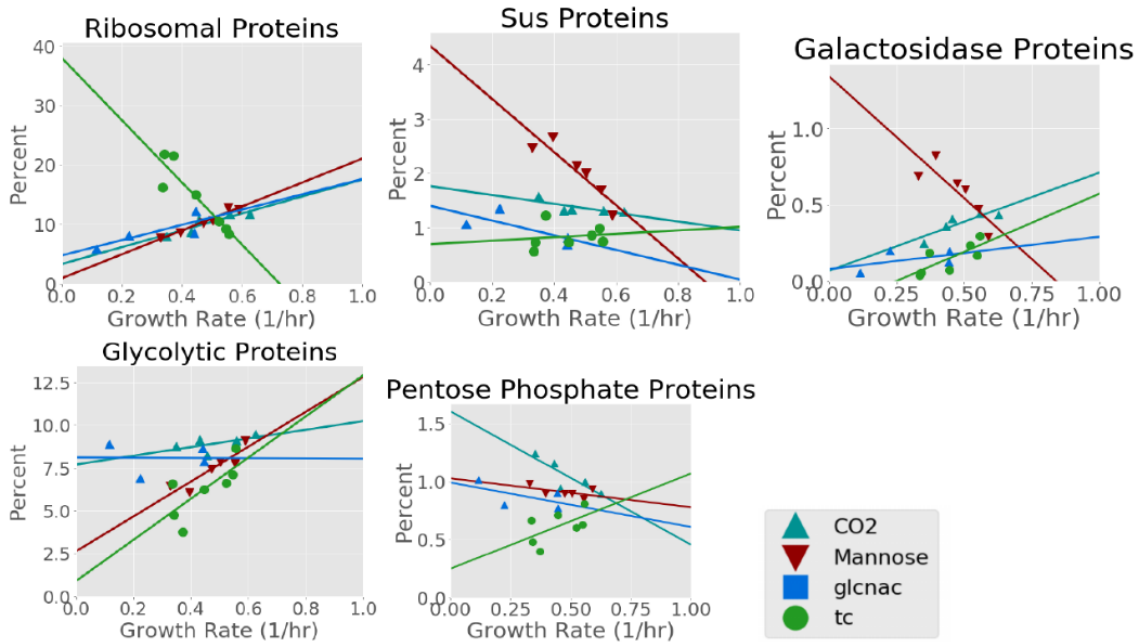 Ribosomal Proteins
40
30
20
10
0
Percent
0.0 0.2 0.4 0.6 0.8 1.0
Growth Rate (1/hr)
Sus Proteins
4
3
2
1
0
Percent
0.0 0.2 0.4 0.6 0.8 1.0
Growth Rate (1/hr)
Galactosidase Proteins
1.0
0.5
0.0
Percent
0.00 0.25 0.50 0.75 1.00
Growth Rate (1/hr)
Glycolytic Proteins
12.5
10.0
7.5
5.0
2.5
0.0
Percent
0.0 0.2 0.4 0.6 0.8 1.0
Growth Rate (1/hr)
Pentose Phosphate Proteins
1.5
1.0
0.5
0.0
Percent
0.00 0.25 0.50 0.75 1.00
Growth Rate (1/hr)
CO2
Mannose
glcnac
tc